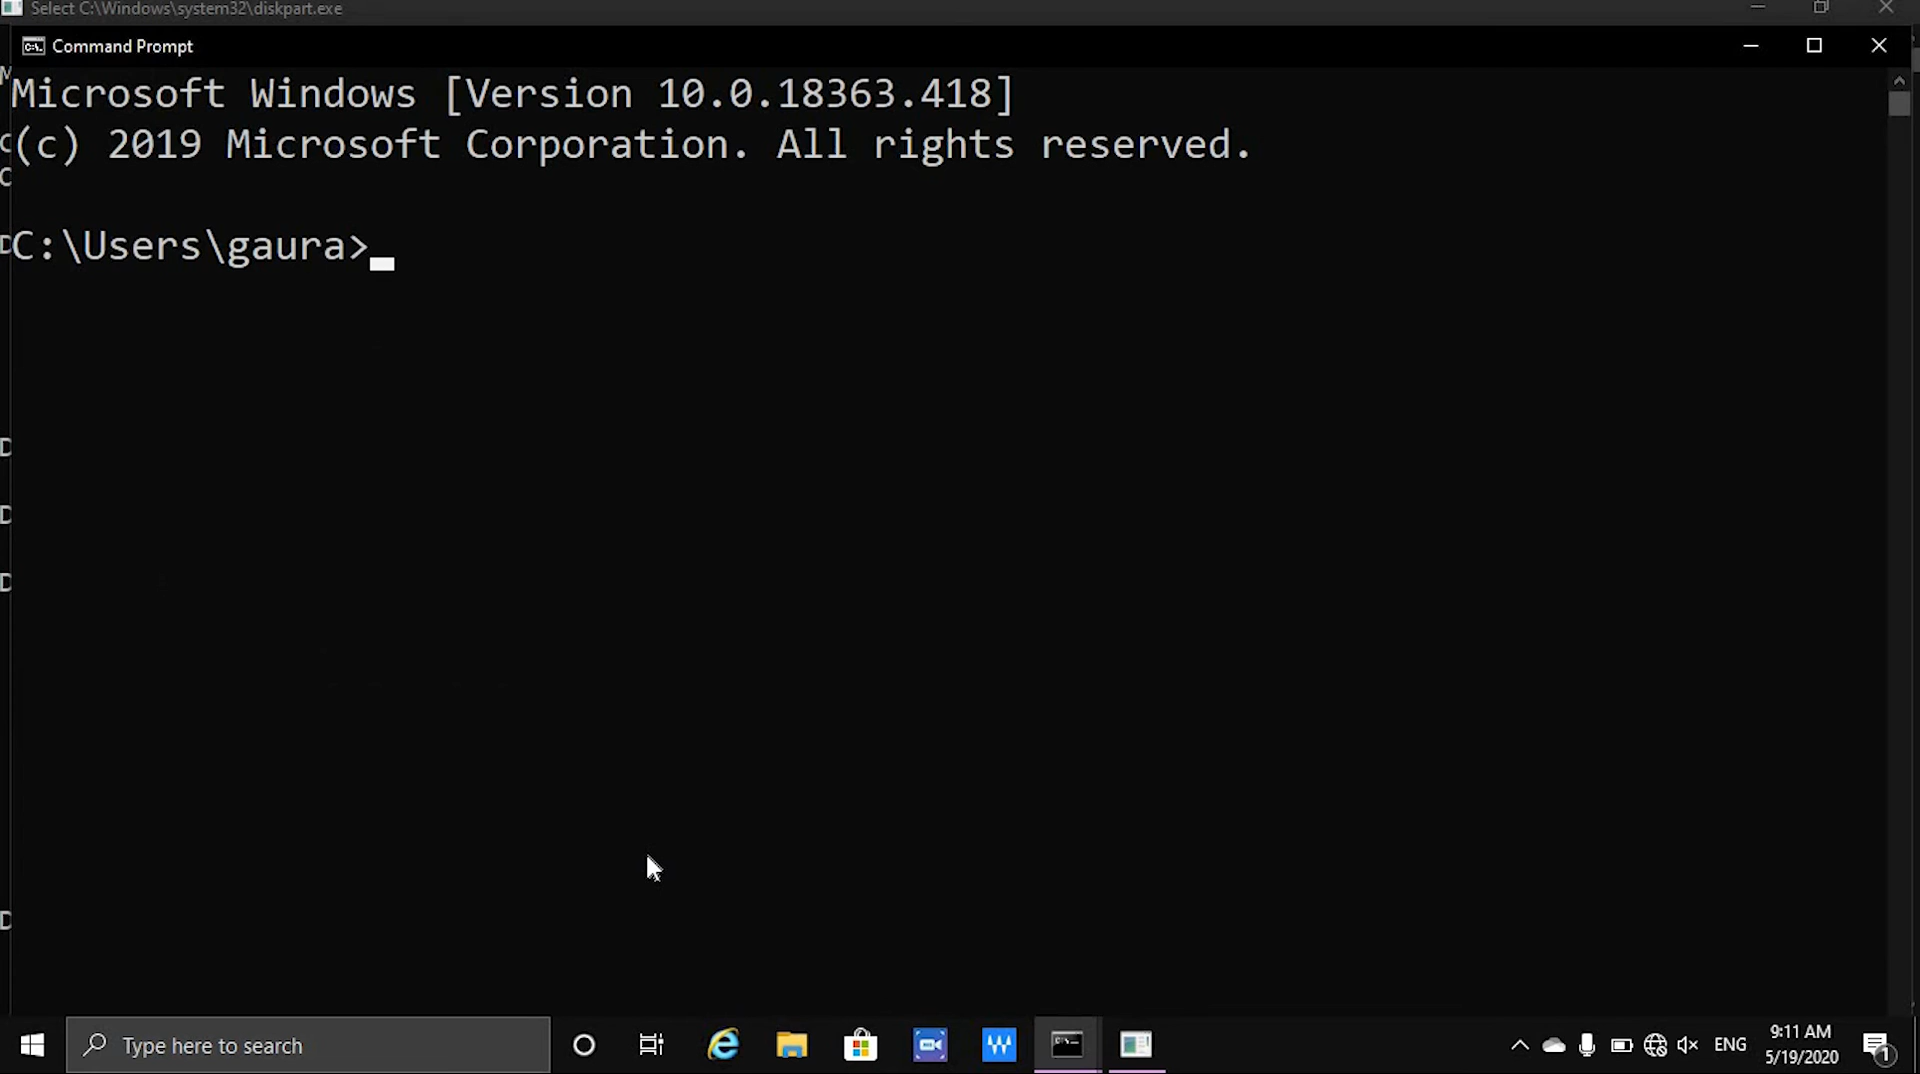 Select C:\Windows\system32\diskpart.exe
Command Prompt
Microsoft Windows [Version 10.0.18363.418]
(c) 2019 Microsoft Corporation. All rights reserved.
C:\Users\gaura>
Type here to search
ENG
9:11 AM
5/19/2020
1